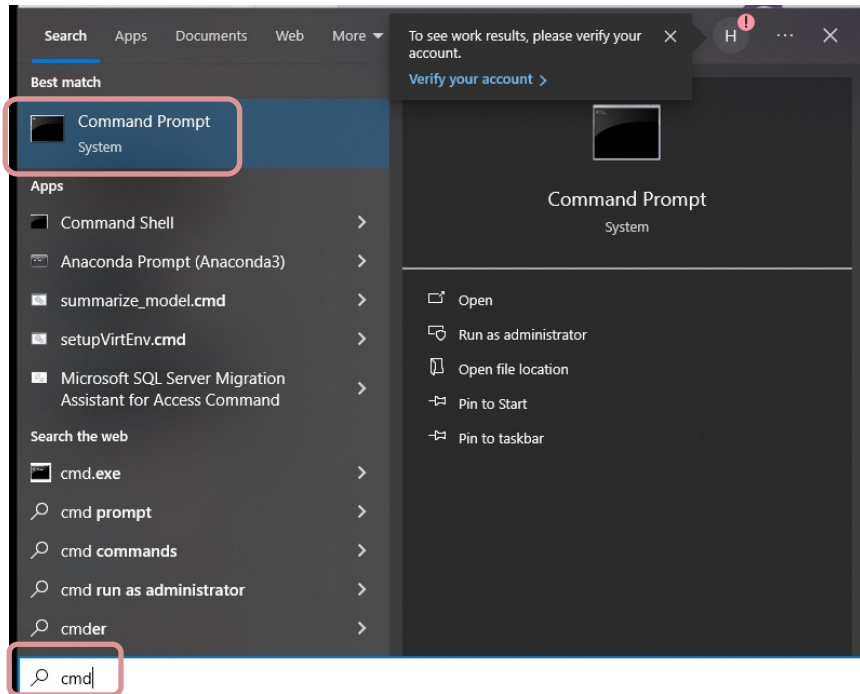 Search Apps Documents Web More
To see work results, please verify your account.
Verify your account
H
!
...
Best match
Command Prompt
System
Apps
Command Shell
Anaconda Prompt (Anaconda3)
summarize_model.cmd
setupVirtEnv.cmd
Microsoft SQL Server Migration
Assistant for Access Command
Search the web
cmd.exe
cmd prompt
cmd commands
cmd run as administrator
cmder
cmd
Command Prompt
System
Open
Run as administrator
Open file location
Pin to Start
Pin to taskbar